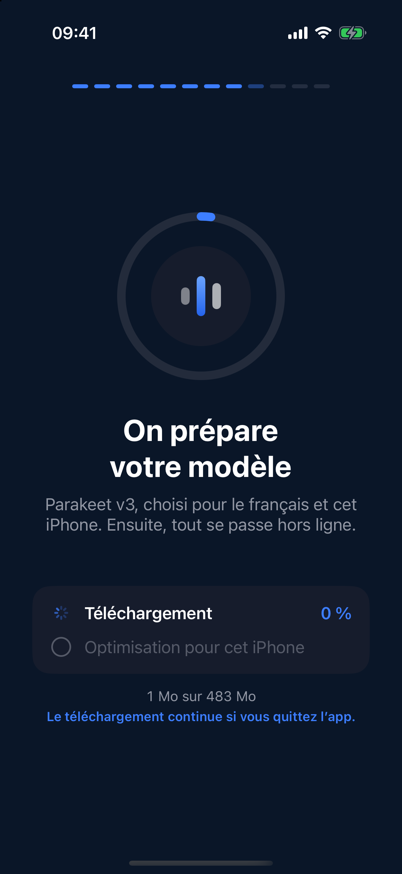 09:41
On prépare
votre modèle
Parakeet v3, choisi pour le français et cet
iPhone. Ensuite, tout se passe hors ligne.
Téléchargement 0 %
Optimisation pour cet iPhone
1 Mo sur 483 Mo
Le téléchargement continue si vous quittez l’app.